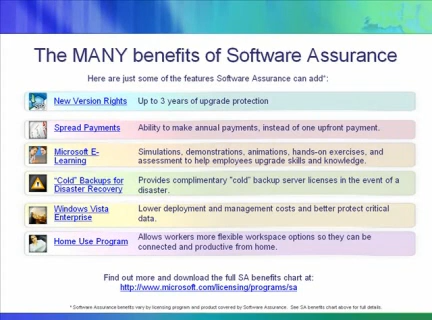 The MANY benefits of Software Assurance
Here are just some of the features Software Assurance can add*:
New Version Rights Up to 3 years of upgrade protection
Spread Payments Ability to make annual payments, instead of one upfront payment.
Microsoft E-
Learning
Simulations, demonstrations, animations, hands-on exercises, and
assessment to help employees upgrade skills and knowledge.
"Cold" Backups for
Disaster Recovery
Provides complimentary "cold" backup server licenses in the event of a
disaster.
Windows Vista
Enterprise
Lower deployment and management costs and better protect critical
data.
Home Use Program
Allows workers more flexible workspace options so they can be
connected and productive from home.
Find out more and download the full SA benefits chart at:
http://www.microsoft.com/licensing/programs/sa
* Software Assurance benefits vary by licensing program and product covered by Software Assurance. See SA benefits chart above for full details.